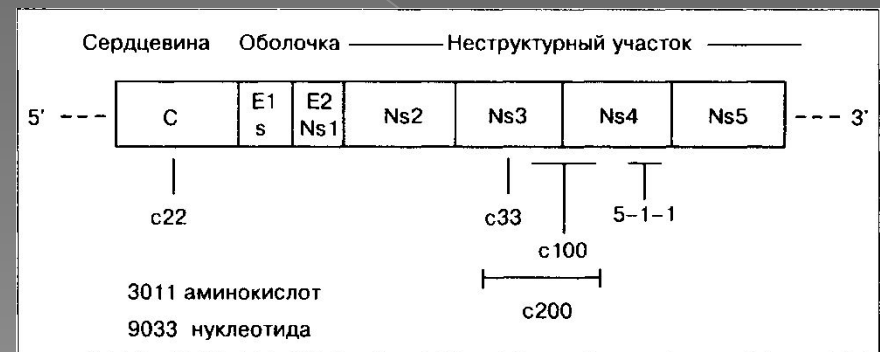 Сердцевина Оболочка Неструктурный участок
5' C E1 s E2 Ns1 Ns2 Ns3 Ns4 Ns5 3'
c22 c33 5-1-1
c100
c200
3011 аминокислот
9033 нуклеотида